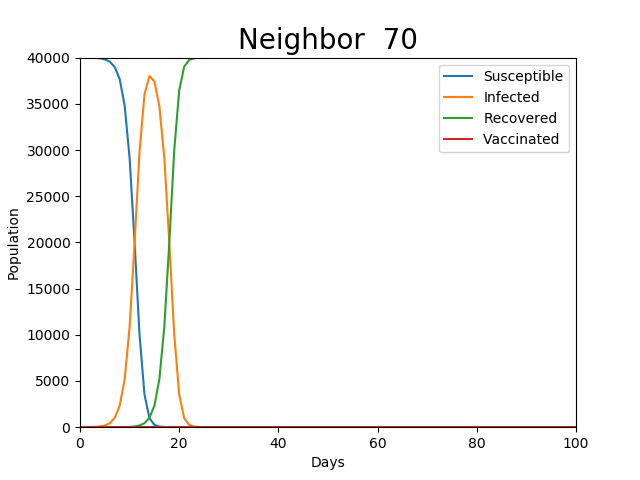 Neighbor  70
40000
35000
30000
25000
20000
15000
10000
5000
0
Population
Susceptible
Infected
Recovered
Vaccinated
0 20 40 60 80 100
Days